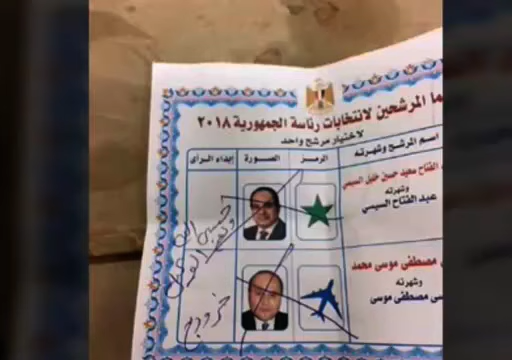 ما المرشحين لانتخابات رئاسة الجمهورية ٢٠١٨
لاختيار مرشح واحد
اسم المرشح وشهرته
الرمز
الصورة
إبداء الرأى
الفتاح سعيد حسين خليل السيسي
وشهرته
عبد الفتاح السيسي
مصطفى موسى محمد
وشهرته
مصطفى موسى